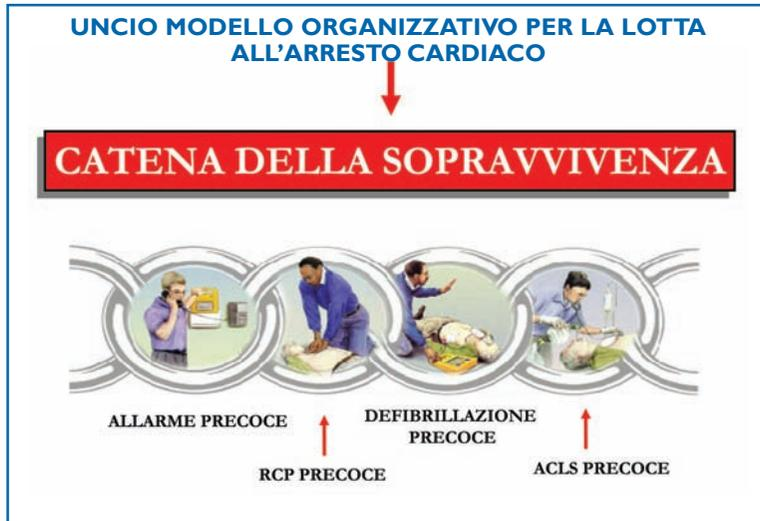 UNCIO MODELLO ORGANIZZATIVO PER LA LOTTA
ALL'ARRESTO CARDIACO
CATENA DELLA SOPRAVVIVENZA
ALLARME PRECOCE
RCP PRECOCE
DEFIBRILLAZIONE
PRECOCE
ACLS PRECOCE